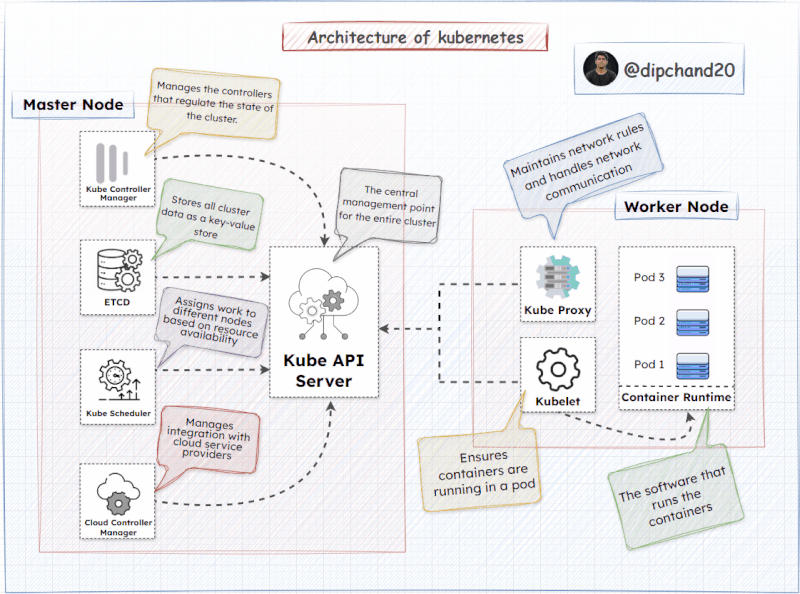 Architecture of kubernetes
@dipchand20
Master Node
Manages the controllers
that regulate the state of
the cluster.
Kube Controller
Manager
Stores all cluster
data as a key-value
store
ETCD
Assigns work to
different nodes
based on resource
availability
Kube Scheduler
Manages
integration with
cloud service
providers
Cloud Controller
Manager
The central
management point
for the entire cluster
Kube API
Server
Maintains network rules
and handles network
communication
Worker Node
Kube Proxy
Kubelet
Pod 3
Pod 2
Pod 1
Container Runtime
Ensures
containers are
running in a pod
The software that
runs the
containers